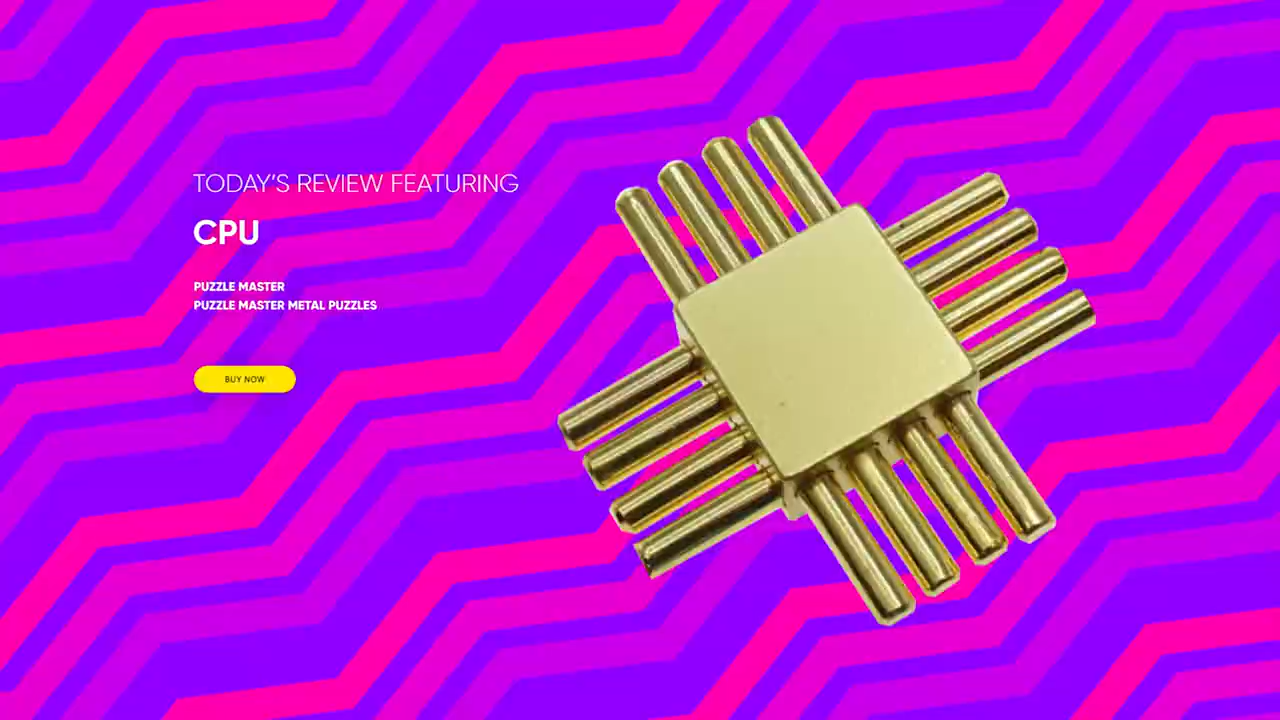 TODAY'S REVIEW FEATURING
CPU
PUZZLE MASTER
PUZZLE MASTER METAL PUZZLES
BUY NOW